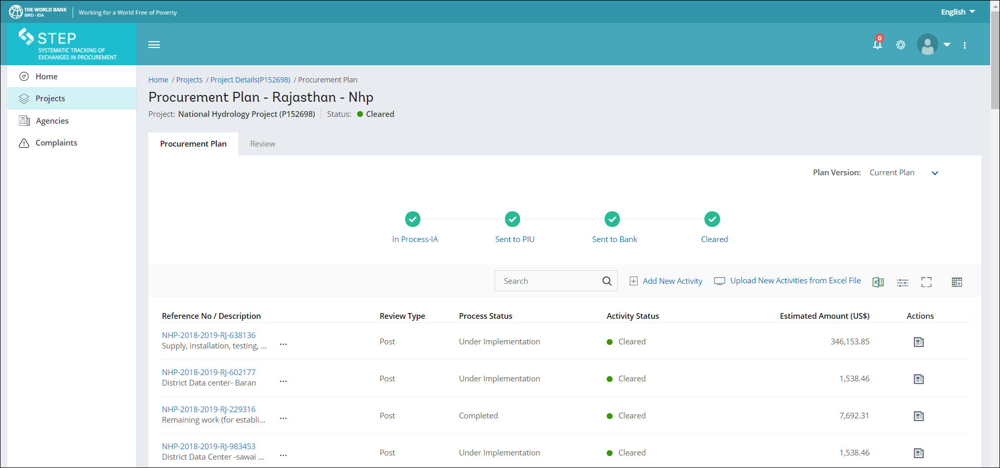 THE WORLD BANK
IBRD - IDA
Working for a World Free of Poverty
English
STEP
SYSTEMATIC TRACKING OF
EXCHANGES IN PROCUREMENT
0
Home
Projects
Agencies
Complaints
Home / Projects / Project Details(P152698) / Procurement Plan
Procurement Plan - Rajasthan - Nhp
Project: National Hydrology Project (P152698) Status: Cleared
Procurement Plan Review
Plan Version: Current Plan
In Process-IA Sent to PIU Sent to Bank Cleared
Search Add New Activity Upload New Activities from Excel File
Reference No / Description Review Type Process Status Activity Status Estimated Amount (US$) Actions
NHP-2018-2019-RJ-638136
Supply, installation, testing, ... ... Post Under Implementation Cleared 346,153.85
NHP-2018-2019-RJ-602177
District Data center- Baran ... Post Under Implementation Cleared 1,538.46
NHP-2018-2019-RJ-229316
Remaining work (for establi... ... Post Completed Cleared 7,692.31
NHP-2018-2019-RJ-983453
District Data Center -sawai ... ... Post Under Implementation Cleared 1,538.46